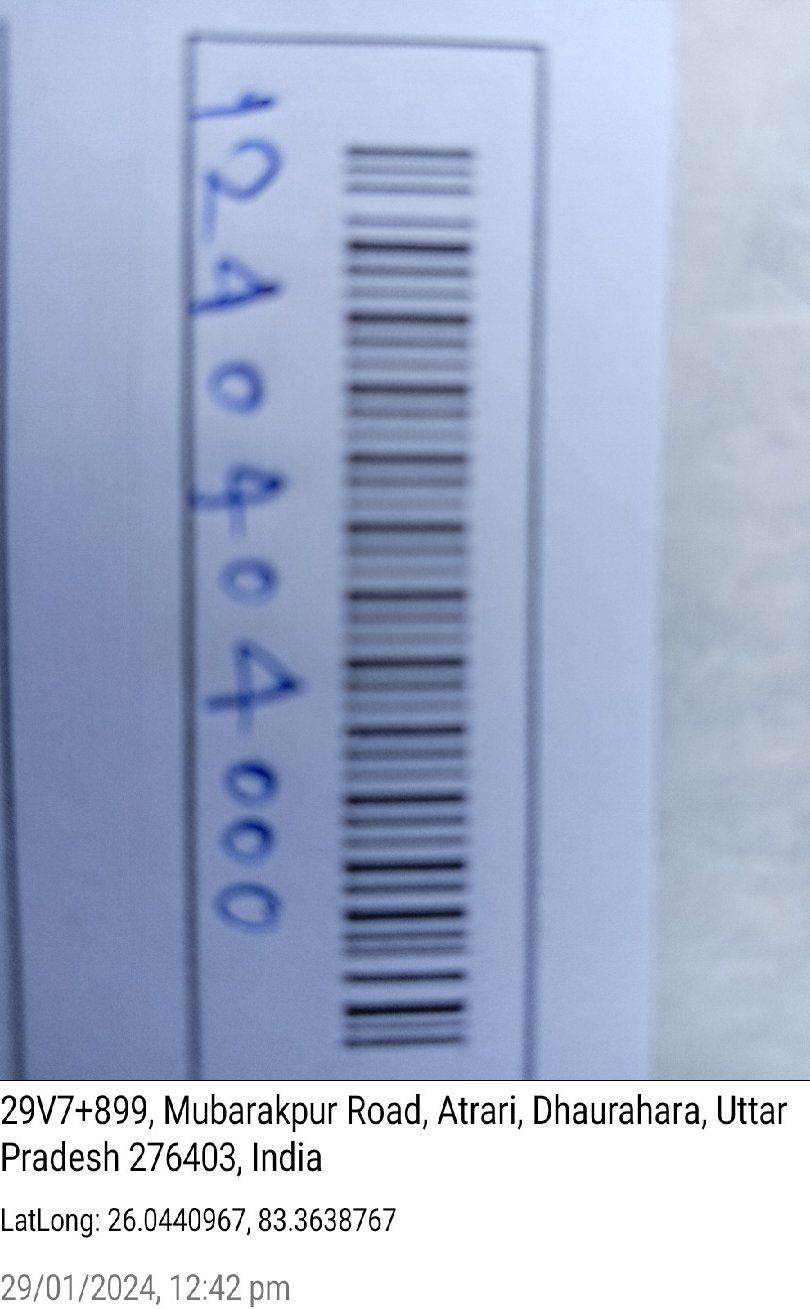 1240404000
29V7+899, Mubarakpur Road, Atrari, Dhaurahara, Uttar
Pradesh 276403, India
LatLong: 26.0440967, 83.3638767
29/01/2024, 12:42 pm